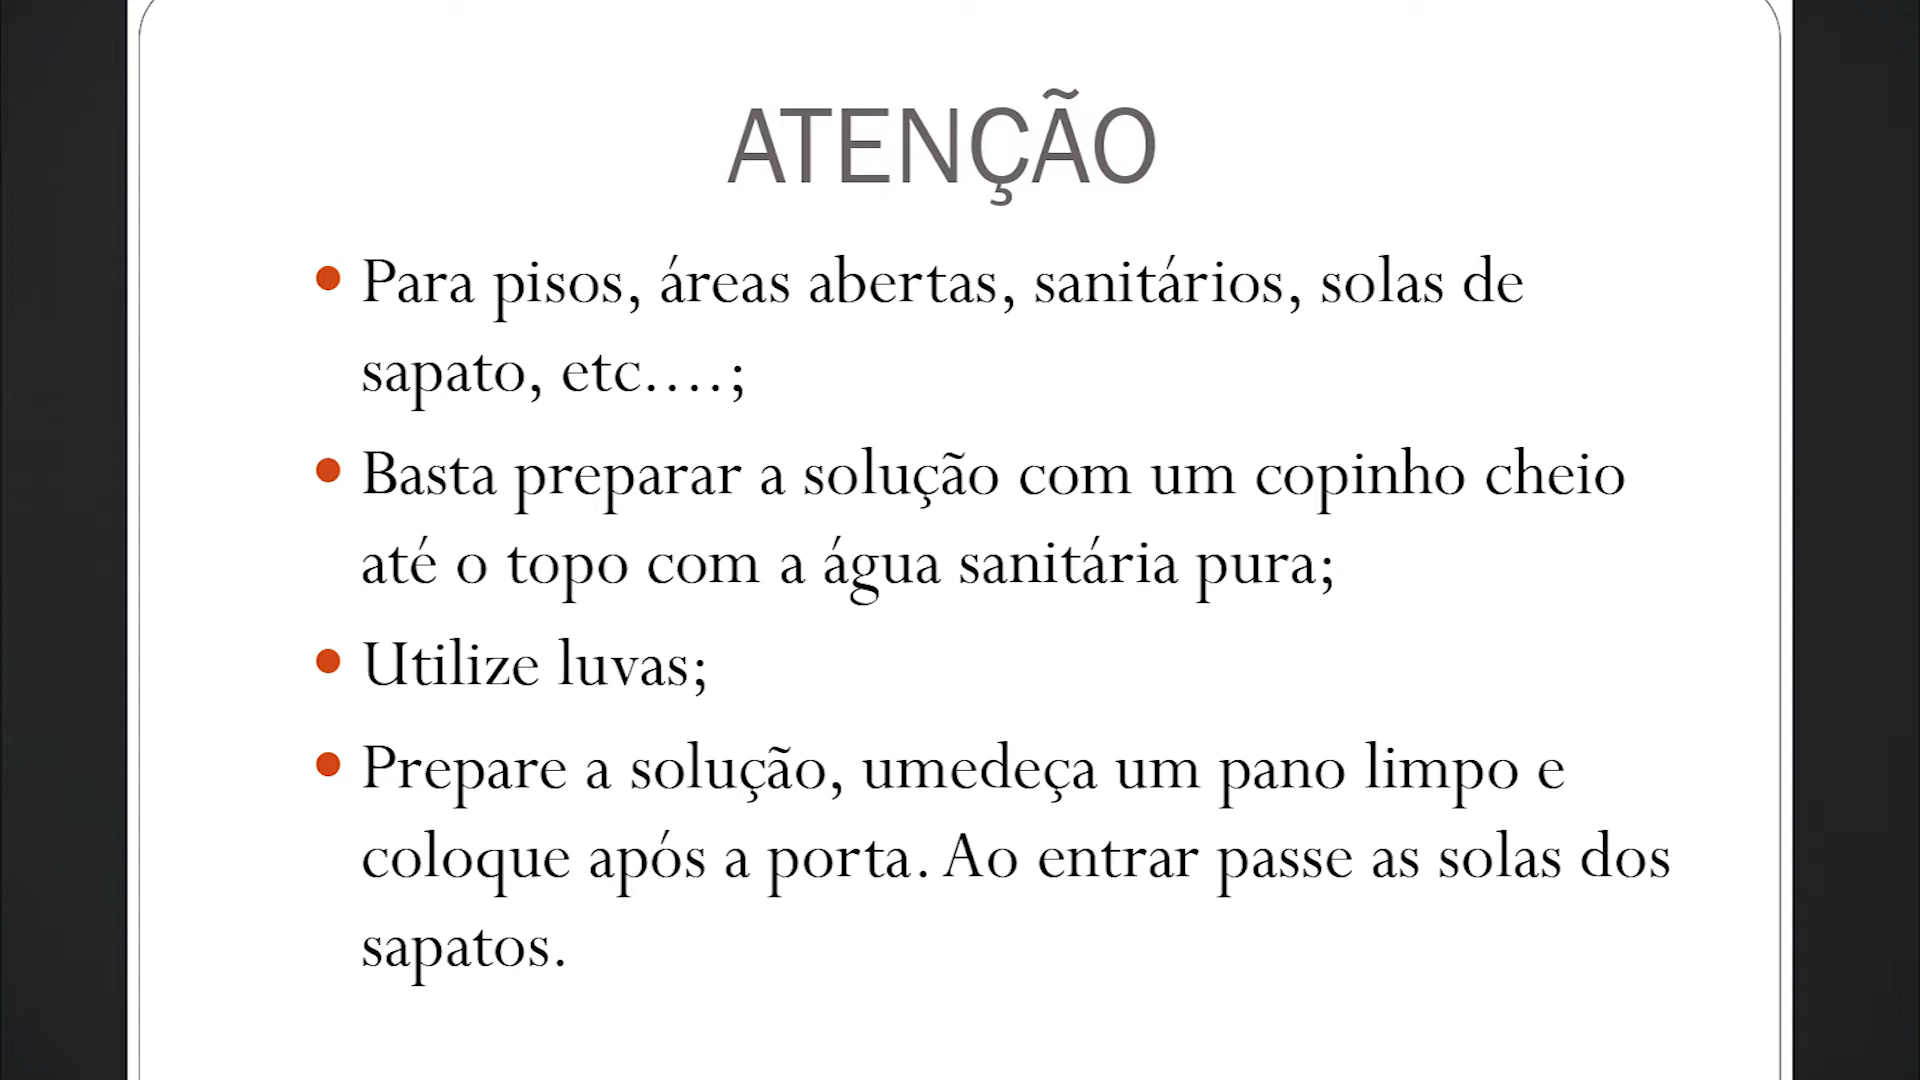 ATENÇÃO
• Para pisos, áreas abertas, sanitários, solas de
sapato, etc....;
• Basta preparar a solução com um copinho cheio
até o topo com a água sanitária pura;
• Utilize luvas;
• Prepare a solução, umedeça um pano limpo e
coloque após a porta. Ao entrar passe as solas dos
sapatos.